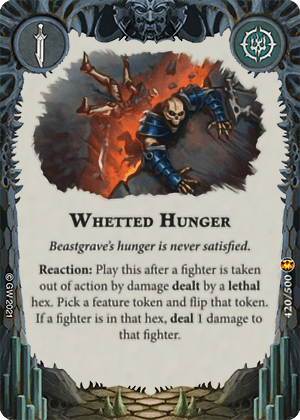 WHETTED HUNGER
Beastgrave's hunger is never satisfied.
Reaction: Play this after a fighter is taken
out of action by damage dealt by a lethal
hex. Pick a feature token and flip that token.
If a fighter is in that hex, deal 1 damage to
that fighter.
© GW 2021
420/500